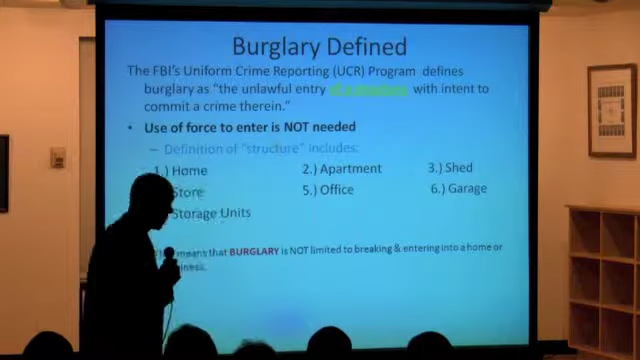 Burglary Defined
The FBI's Uniform Crime Reporting (UCR) Program defines
burglary as "the unlawful entry of a structure with intent to
commit a crime therein."
• Use of force to enter is NOT needed
– Definition of "structure" includes:
1.) Home 2.) Apartment 3.) Shed
Store 5.) Office 6.) Garage
Storage Units
means that BURGLARY is NOT limited to breaking & entering into a home or